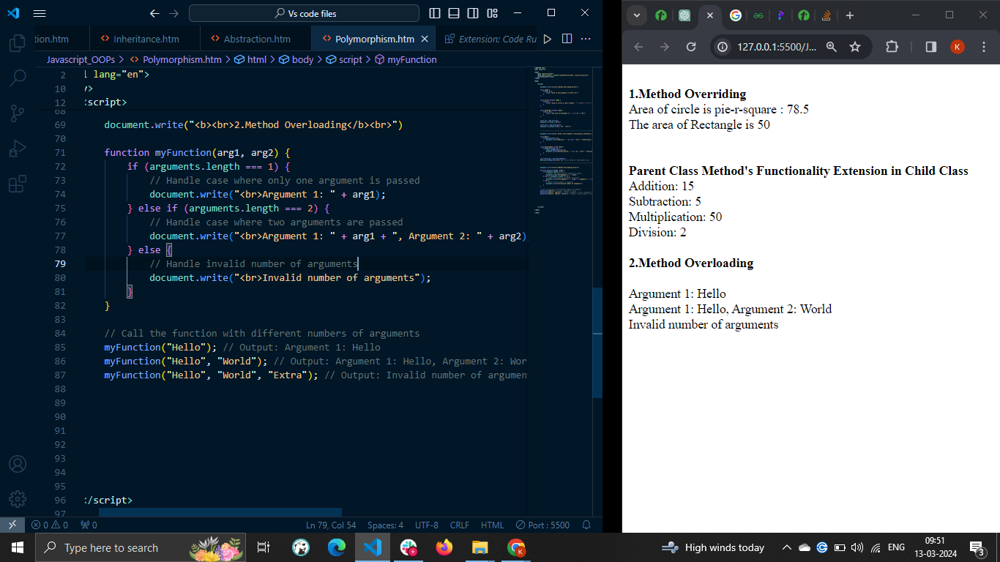 Vs code files
tion.htm
Inheritance.htm
Abstraction.htm
Polymorphism.htm
Extension: Code Ru
Javascript_OOPs > Polymorphism.htm > html > body > script > myFunction
2 l lang="en">
10 />
12 <script>
68
69 document.write("<b><br>2.Method Overloading</b><br>")
70
71 function myFunction(arg1, arg2) {
72 if (arguments.length === 1) {
73 // Handle case where only one argument is passed
74 document.write("<br>Argument 1: " + arg1);
75 } else if (arguments.length === 2) {
76 // Handle case where two arguments are passed
77 document.write("<br>Argument 1: " + arg1 + ", Argument 2: " + arg2)
78 } else {
79 // Handle invalid number of arguments
80 document.write("<br>Invalid number of arguments");
81 }
82 }
83
84 // Call the function with different numbers of arguments
85 myFunction("Hello"); // Output: Argument 1: Hello
86 myFunction("Hello", "World"); // Output: Argument 1: Hello, Argument 2: Wor
87 myFunction("Hello", "World", "Extra"); // Output: Invalid number of argumen
88
89
90
91
92
93
94
95
96 </script>
97
0 0 0 Ln 79, Col 54 Spaces: 4 UTF-8 CRLF HTML Port : 5500
127.0.0.1:5500/J...
K
1.Method Overriding
Area of circle is pie-r-square : 78.5
The area of Rectangle is 50
Parent Class Method's Functionality Extension in Child Class
Addition: 15
Subtraction: 5
Multiplication: 50
Division: 2
2.Method Overloading
Argument 1: Hello
Argument 1: Hello, Argument 2: World
Invalid number of arguments
Type here to search
High winds today
ENG
09:51
13-03-2024
3